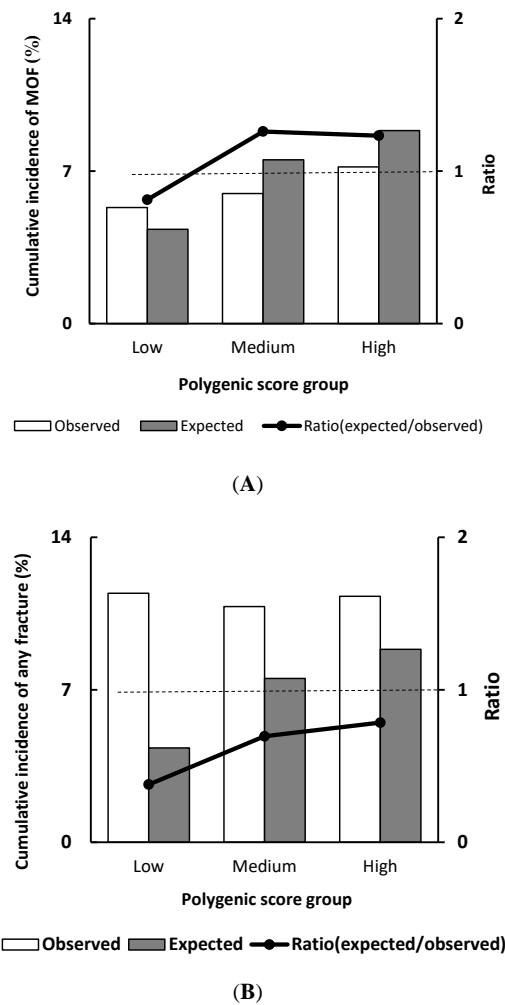 14
7
0
Cumulative incidence of MOF (%)
2
1
0
Ratio
Low Medium High
Polygenic score group
Observed Expected Ratio(expected/observed)
(A)
14
7
0
Cumulative incidence of any fracture (%)
2
1
0
Ratio
Low Medium High
Polygenic score group
Observed Expected Ratio(expected/observed)
(B)